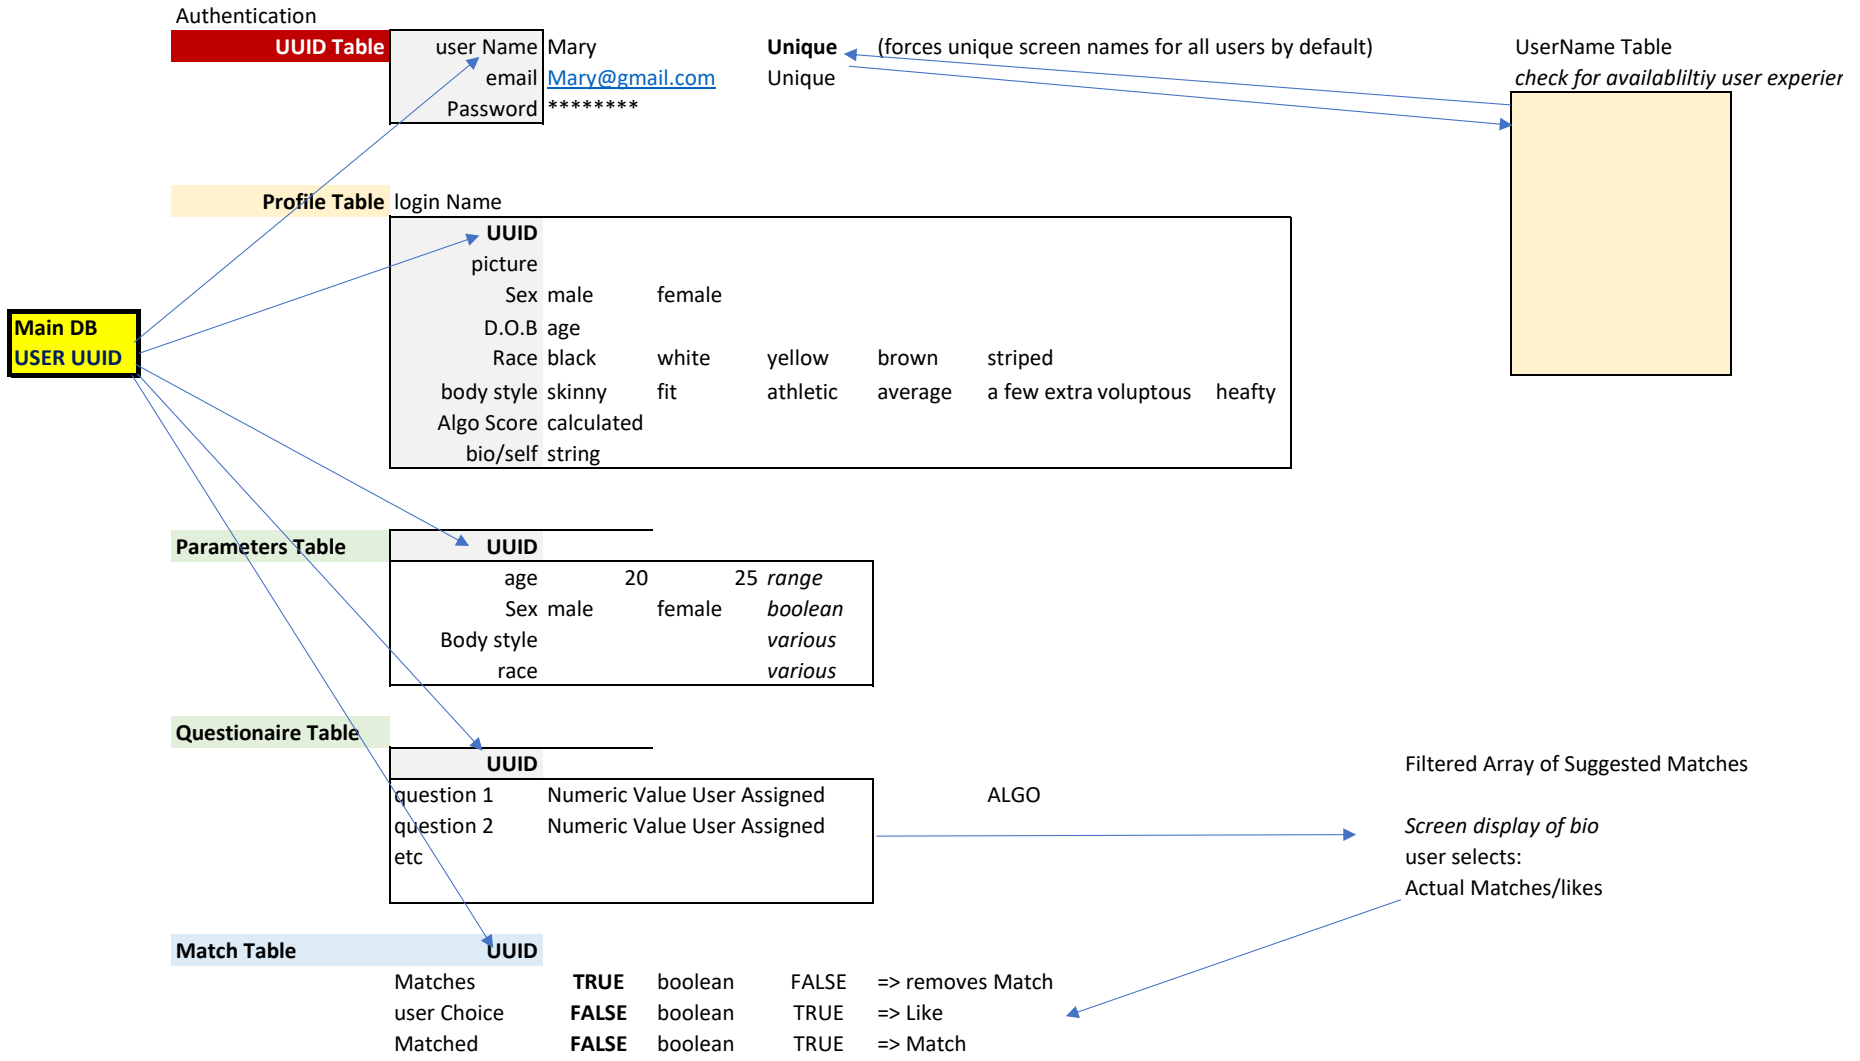 Authentication
UUID Table user Name Mary Unique (forces unique screen names for all users by default) UserName Table
email Mary@gmail.com Unique check for availabliltiy user experier
Password ********
Profile Table login Name
UUID
picture
Sex male female
Main DB D.O.B age
USER UUID Race black white yellow brown striped
body style skinny fit athletic average a few extra voluptous heafty
Algo Score calculated
bio/self string
Parameters Table UUID
age 20 25 range
Sex male female boolean
Body style various
race various
Questionaire Table
UUID Filtered Array of Suggested Matches
question 1 Numeric Value User Assigned ALGO
question 2 Numeric Value User Assigned Screen display of bio
etc user selects:
Actual Matches/likes
Match Table UUID
Matches TRUE boolean FALSE => removes Match
user Choice FALSE boolean TRUE => Like
Matched FALSE boolean TRUE => Match